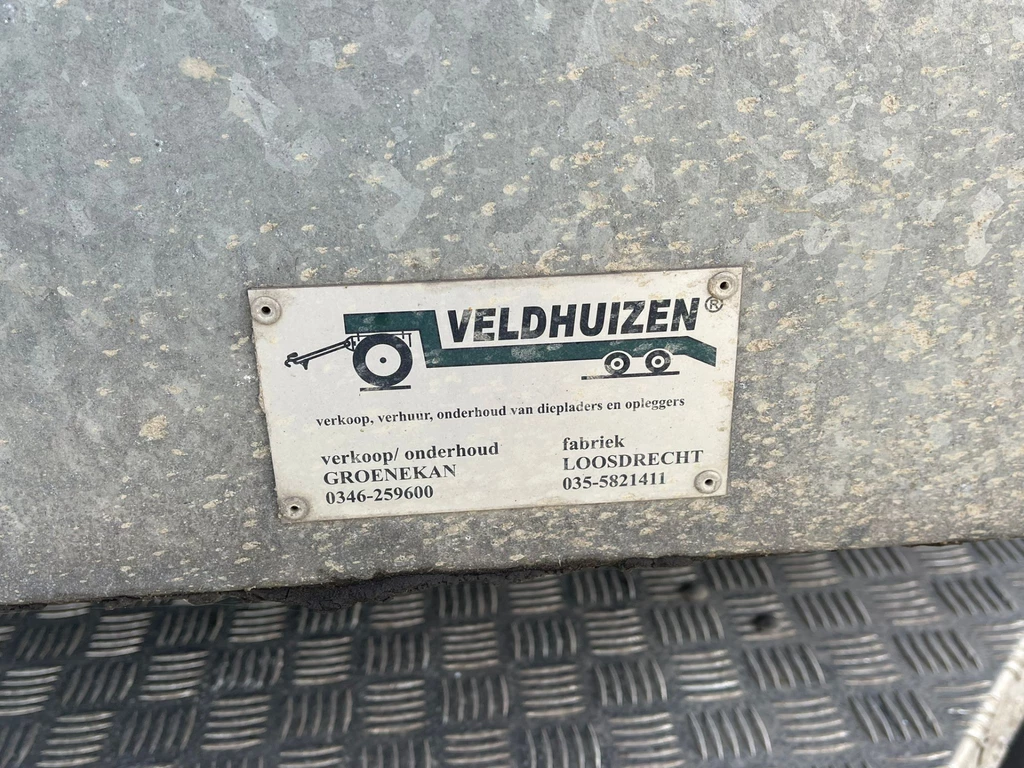 VELDHUIZEN®
verkoop, verhuur, onderhoud van diepladers en opleggers
verkoop/ onderhoud
GROENEKAN
0346-259600
fabriek
LOOSDRECHT
035-5821411